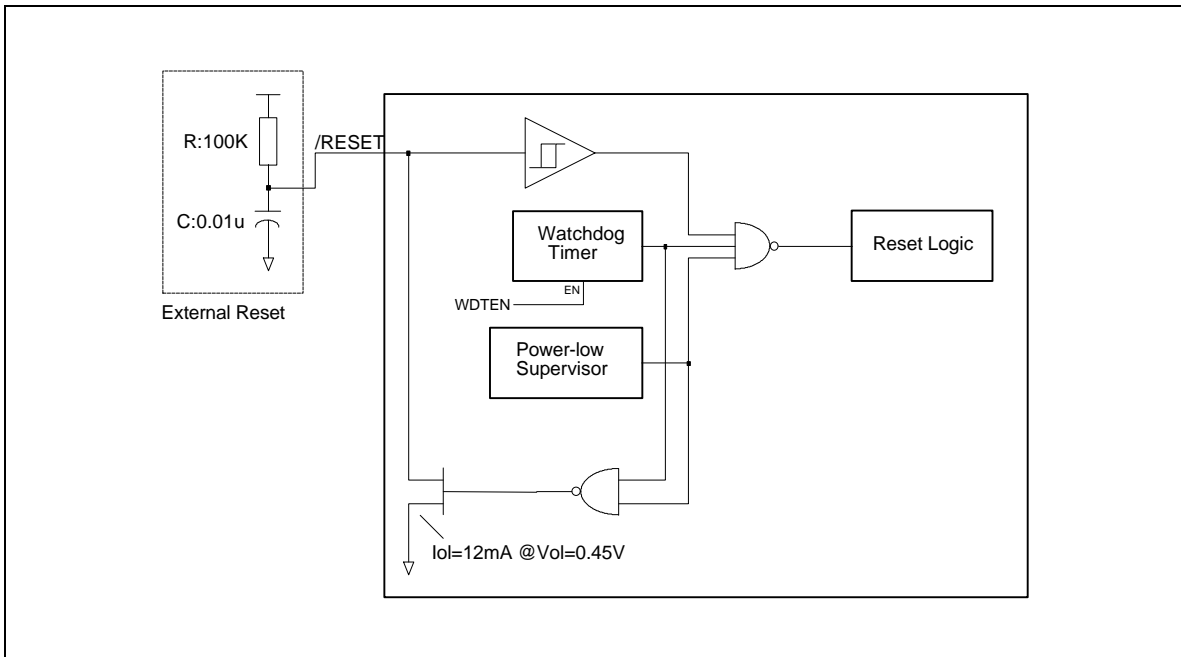 R:100K
/RESET
C:0.01u
External Reset
Watchdog
Timer
EN
WDTEN
Reset Logic
Power-low
Supervisor
Iol=12mA @Vol=0.45V